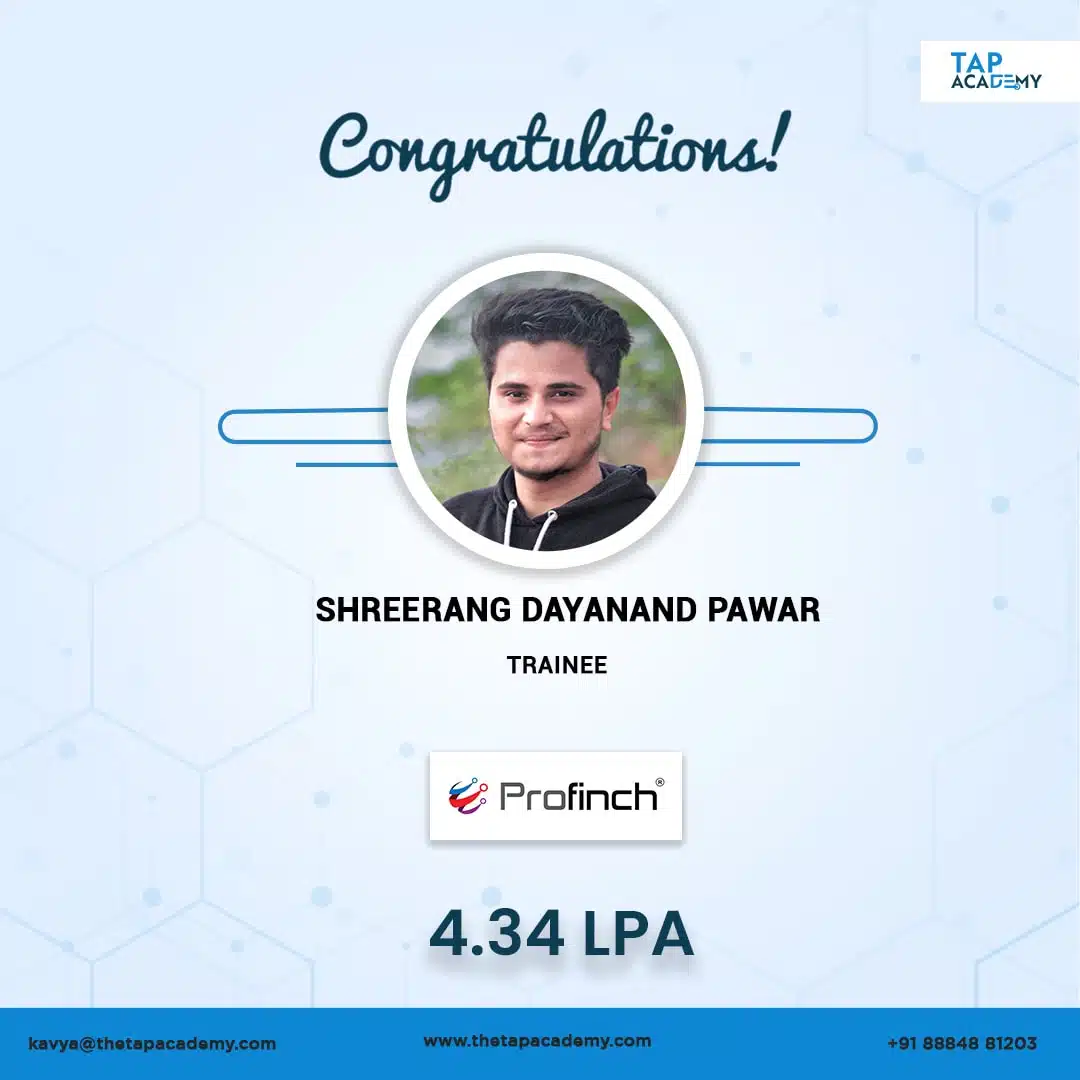 TAP
ACADEMY
Congratulations!
SHREERANG DAYANAND PAWAR
TRAINEE
Profinch®
4.34 LPA
kavya@thetapacademy.com
www.thetapacademy.com
+91 88848 81203